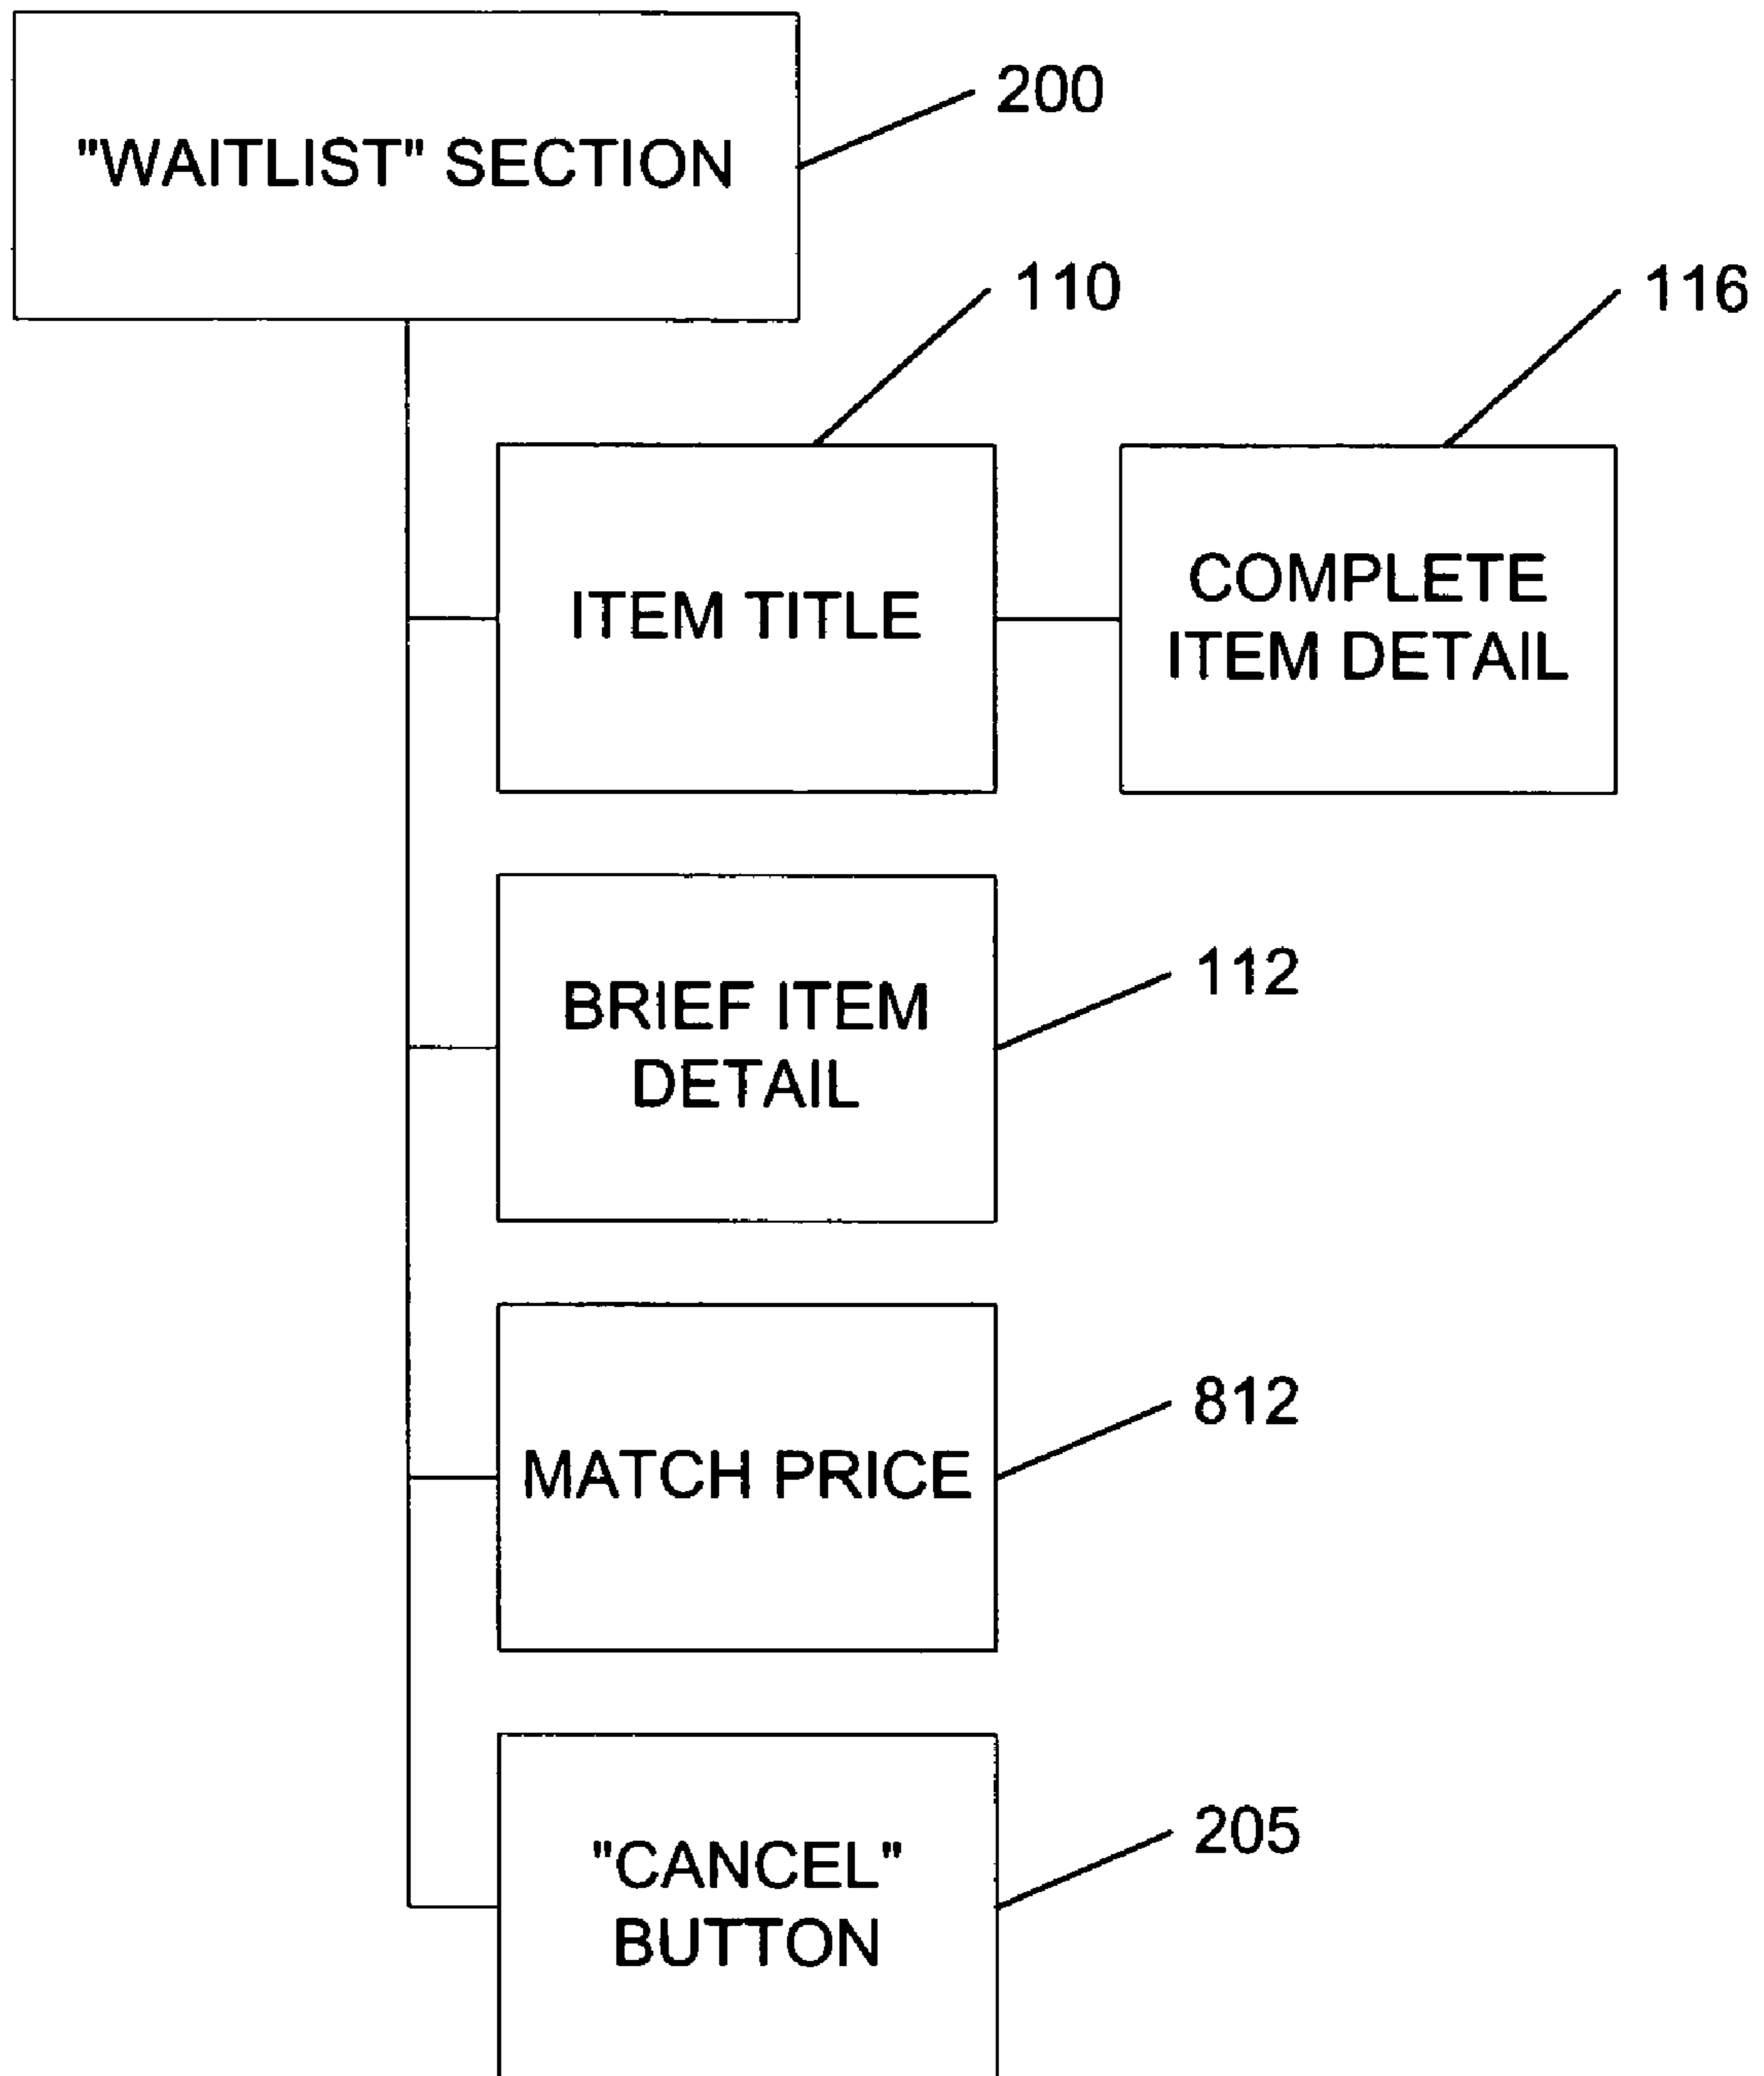 "WAITLIST" SECTION
200
110
116
ITEM TITLE
COMPLETE
ITEM DETAIL
BRIEF ITEM
DETAIL
112
MATCH PRICE
812
"CANCEL"
BUTTON
205